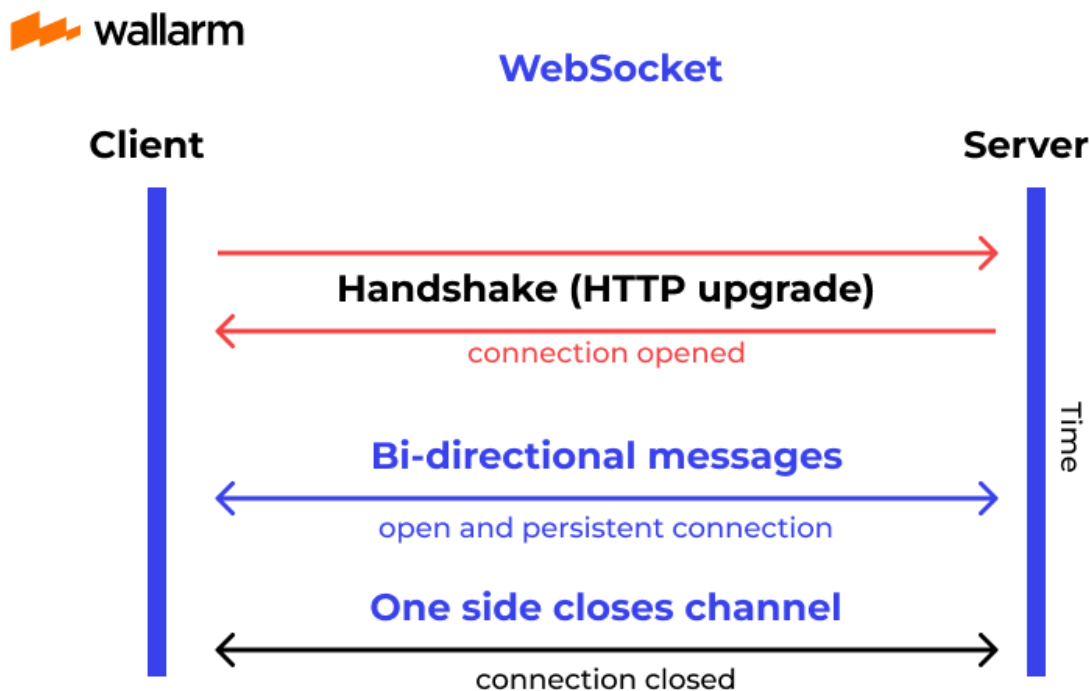 wallarm
WebSocket
Client
Server
Handshake (HTTP upgrade)
connection opened
Time
Bi-directional messages
open and persistent connection
One side closes channel
connection closed